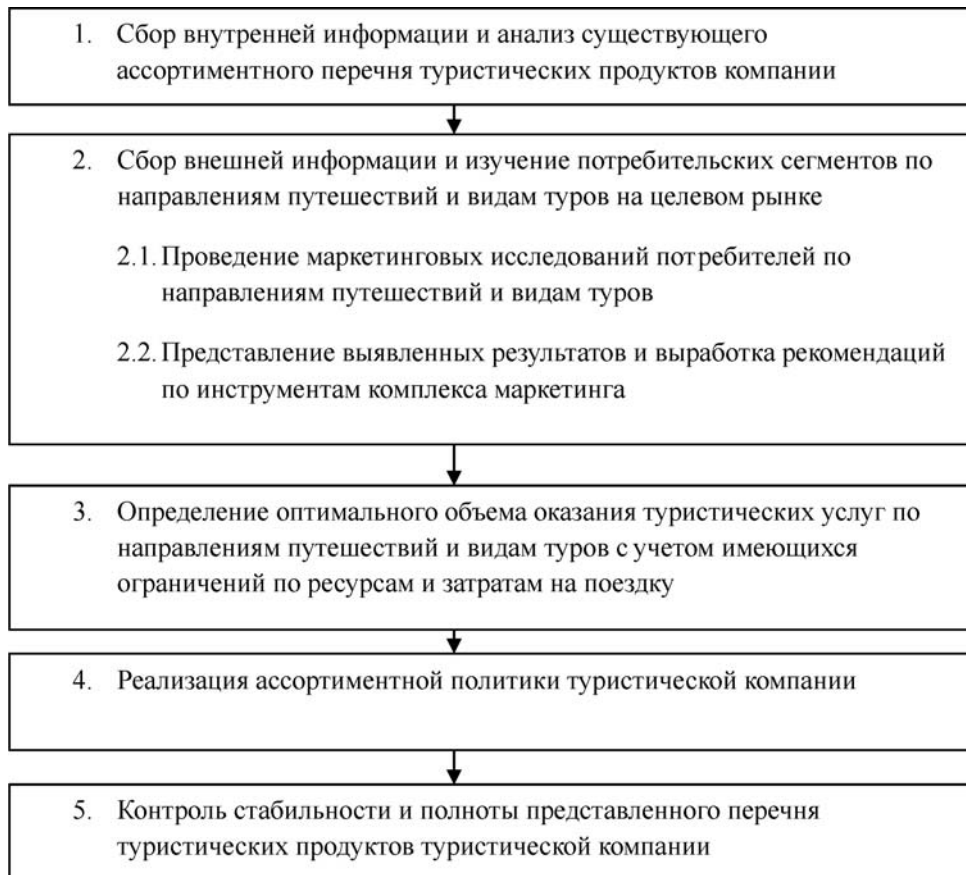 1. Сбор внутренней информации и анализ существующего
ассортиментного перечня туристических продуктов компании
2. Сбор внешней информации и изучение потребительских сегментов по
направлениям путешествий и видам туров на целевом рынке
2.1. Проведение маркетинговых исследований потребителей по
направлениям путешествий и видам туров
2.2. Представление выявленных результатов и выработка рекомендаций
по инструментам комплекса маркетинга
3. Определение оптимального объема оказания туристических услуг по
направлениям путешествий и видам туров с учетом имеющихся
ограничений по ресурсам и затратам на поездку
4. Реализация ассортиментной политики туристической компании
5. Контроль стабильности и полноты представленного перечня
туристических продуктов туристической компании